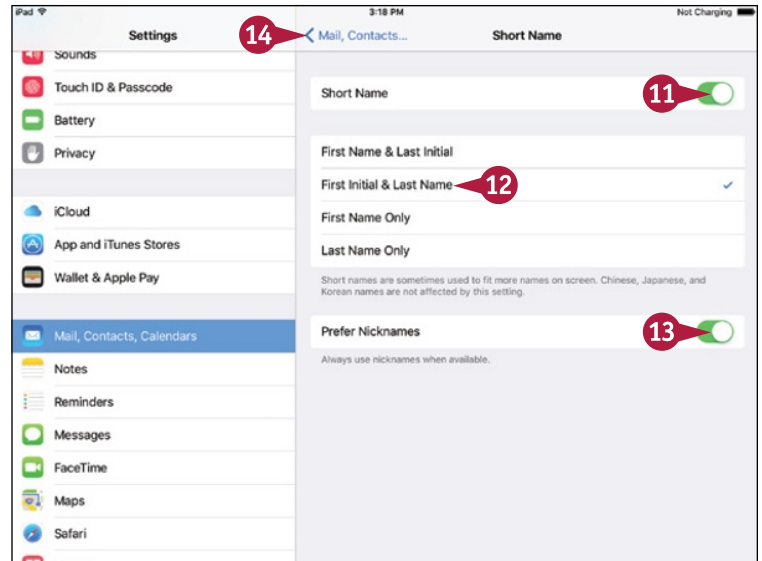 iPad 3:18 PM Not Charging
Settings 14 Mail, Contacts... Short Name
Sounds
Touch ID & Passcode
Battery
Privacy
iCloud
App and iTunes Stores
Wallet & Apple Pay
Mail, Contacts, Calendars
Notes
Reminders
Messages
FaceTime
Maps
Safari
Short Name 11
First Name & Last Initial
First Initial & Last Name 12
First Name Only
Last Name Only
Short names are sometimes used to fit more names on screen. Chinese, Japanese, and
Korean names are not affected by this setting.
Prefer Nicknames 13
Always use nicknames when available.